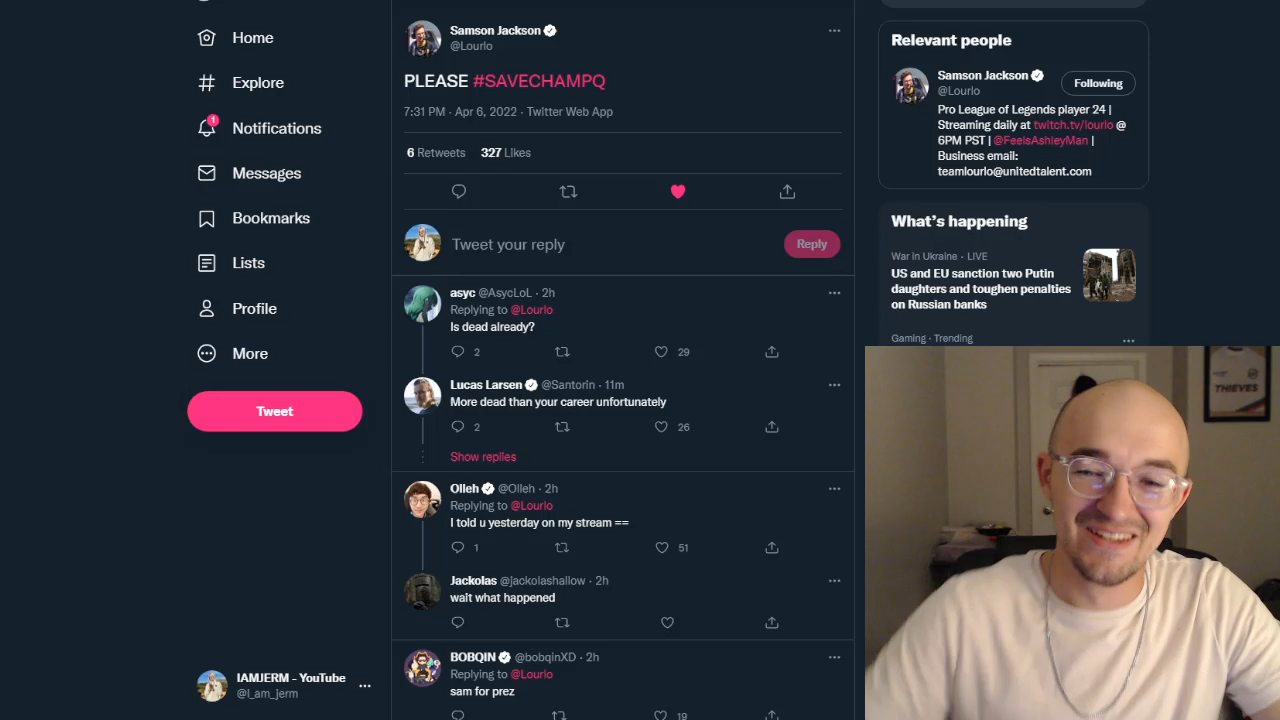 Home
Explore
1
Notifications
Messages
Bookmarks
Lists
Profile
More
Tweet
IAMJERM - YouTube
@I_am_jerm
Samson Jackson
@Lourlo
PLEASE #SAVECHAMPQ
7:31 PM · Apr 6, 2022 · Twitter Web App
6 Retweets 327 Likes
Tweet your reply
Reply
asyc @AsycLoL · 2h
Replying to @Lourlo
Is dead already?
2 29
Lucas Larsen @Santorin · 11m
More dead than your career unfortunately
2 26
Show replies
Olleh @Olleh · 2h
Replying to @Lourlo
I told u yesterday on my stream ==
1 51
Jackolas @jackolashallow · 2h
wait what happened
BOBQIN @bobqinXD · 2h
Replying to @Lourlo
sam for prez
19
Relevant people
Samson Jackson
@Lourlo
Following
Pro League of Legends player 24 |
Streaming daily at twitch.tv/lourlo @
6PM PST | @FeelsAshleyMan |
Business email:
teamlourlo@unitedtalent.com
What's happening
War in Ukraine · LIVE
US and EU sanction two Putin
daughters and toughen penalties
on Russian banks
Gaming · Trending
THIEVES